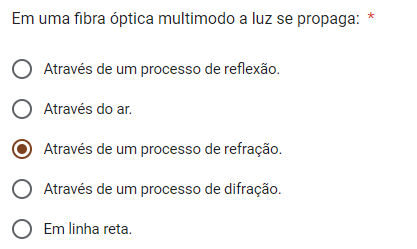 Em uma fibra óptica multimodo a luz se propaga: *
Através de um processo de reflexão.
Através do ar.
Através de um processo de refração.
Através de um processo de difração.
Em linha reta.